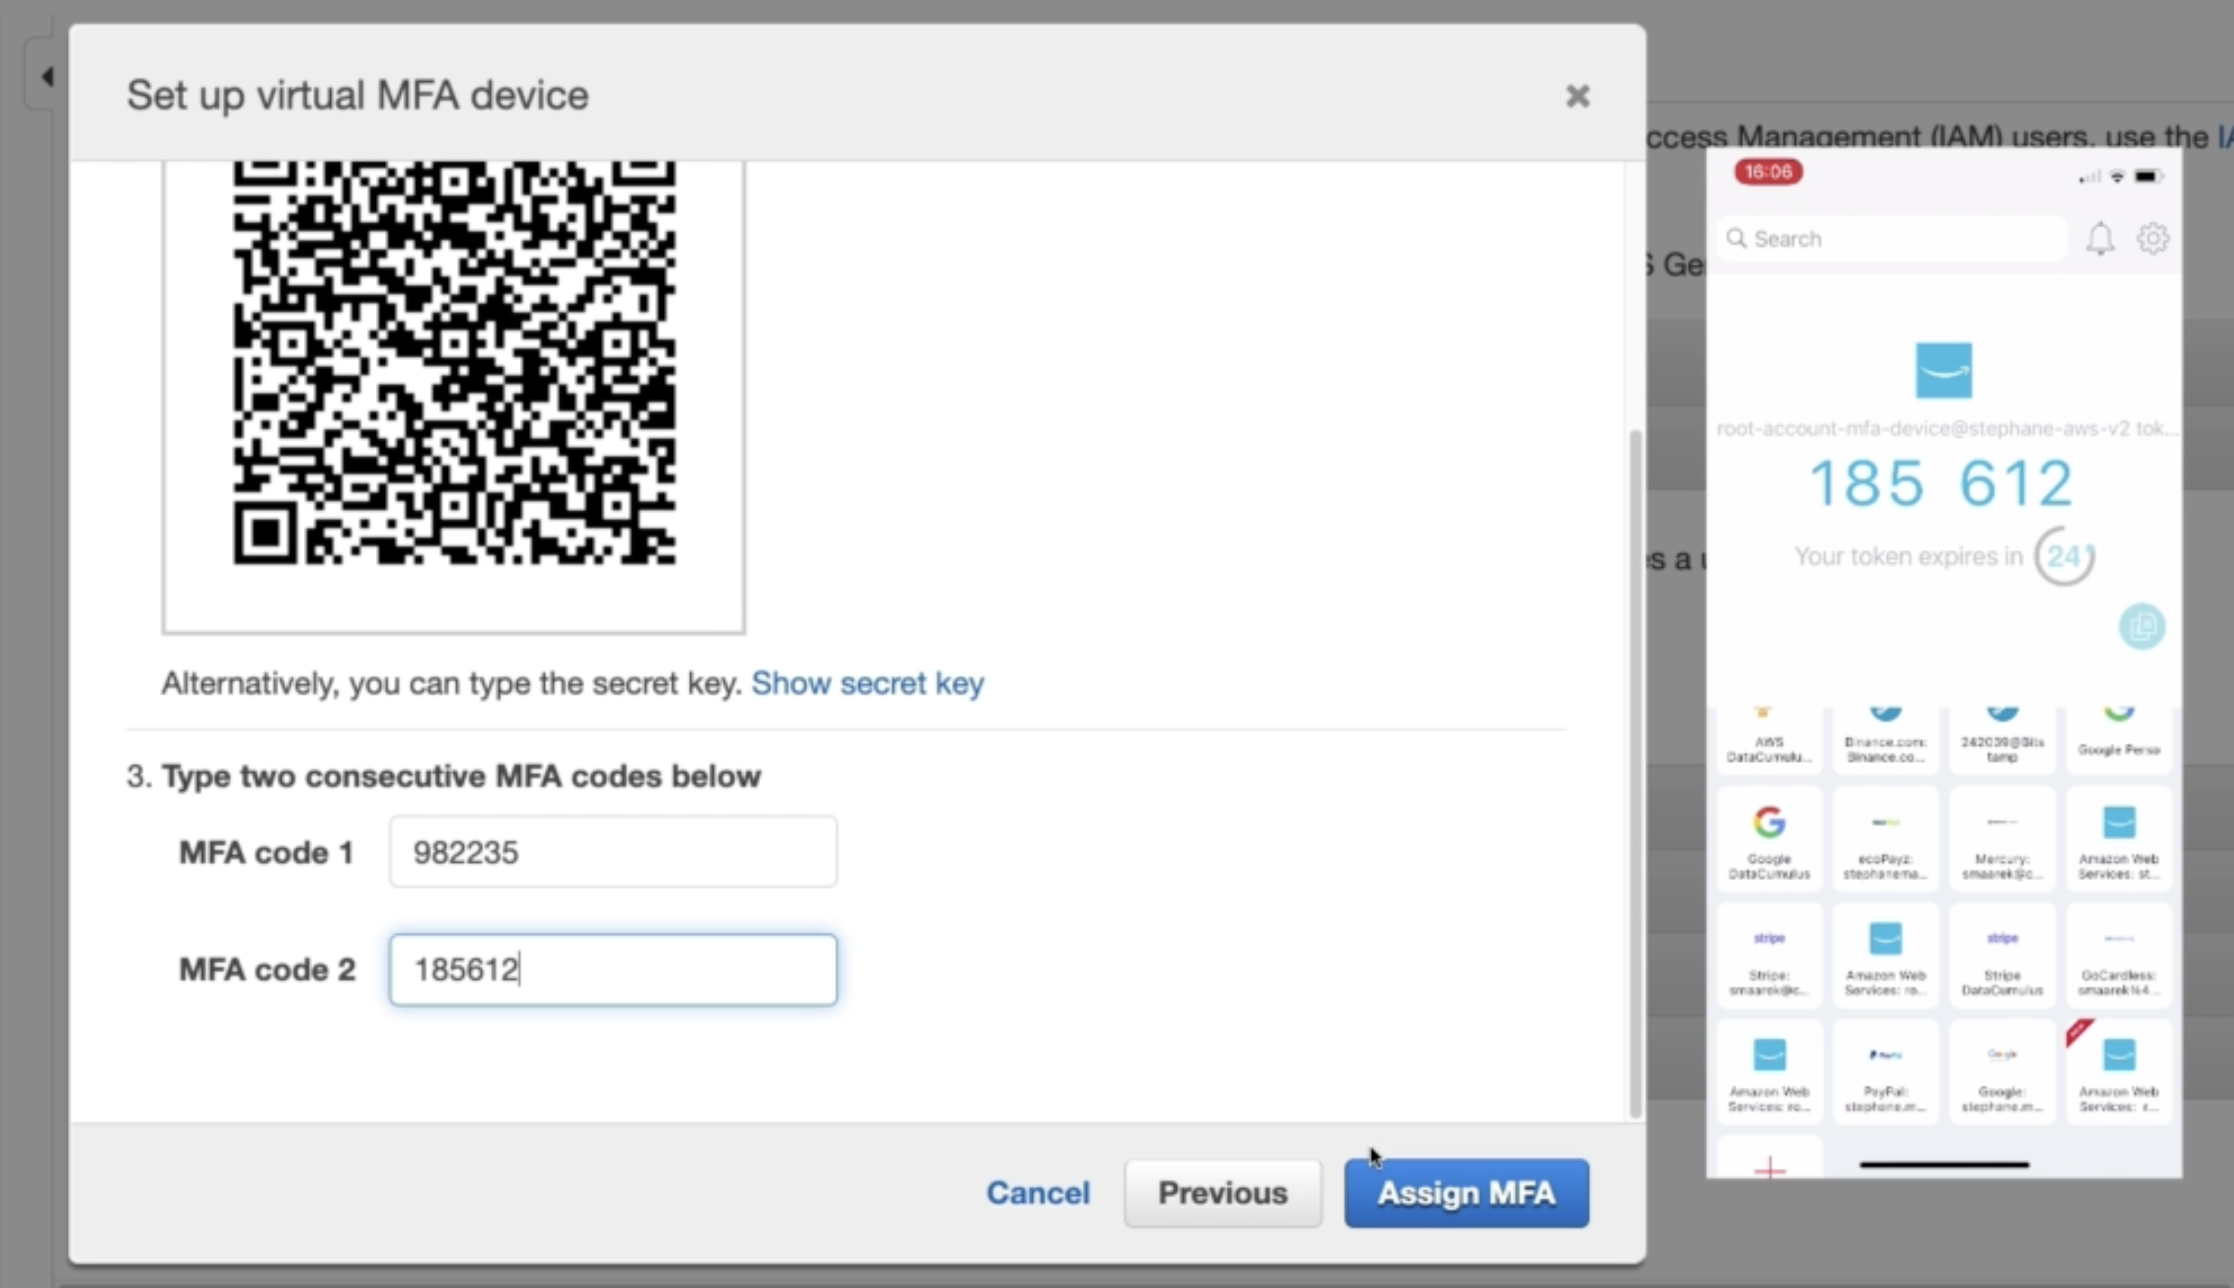 Set up virtual MFA device
ccess Management (IAM) users, use the IA
S Ge
s a u
Alternatively, you can type the secret key. Show secret key
3. Type two consecutive MFA codes below
MFA code 1 982235
MFA code 2 185612
Cancel Previous Assign MFA
16:06
Search
root-account-mfa-device@stephane-aws-v2 tok...
185 612
Your token expires in 24
AWS DataCumulu...
Binance.com: Binance.co...
242039@Bits tamp
Google Perso
Google DataCumulus
ecoPayz: stephanema...
Mercury: smaarek@c...
Amazon Web Services: st...
stripe
Stripe: smaarek@c...
Amazon Web Services: ro...
stripe
Stripe DataCumulus
GoCardless: smaarek164...
Amazon Web Services: ro...
PayPal
PayPal: stephane.m...
Google
Google: stephane.m...
Amazon Web Services: r...